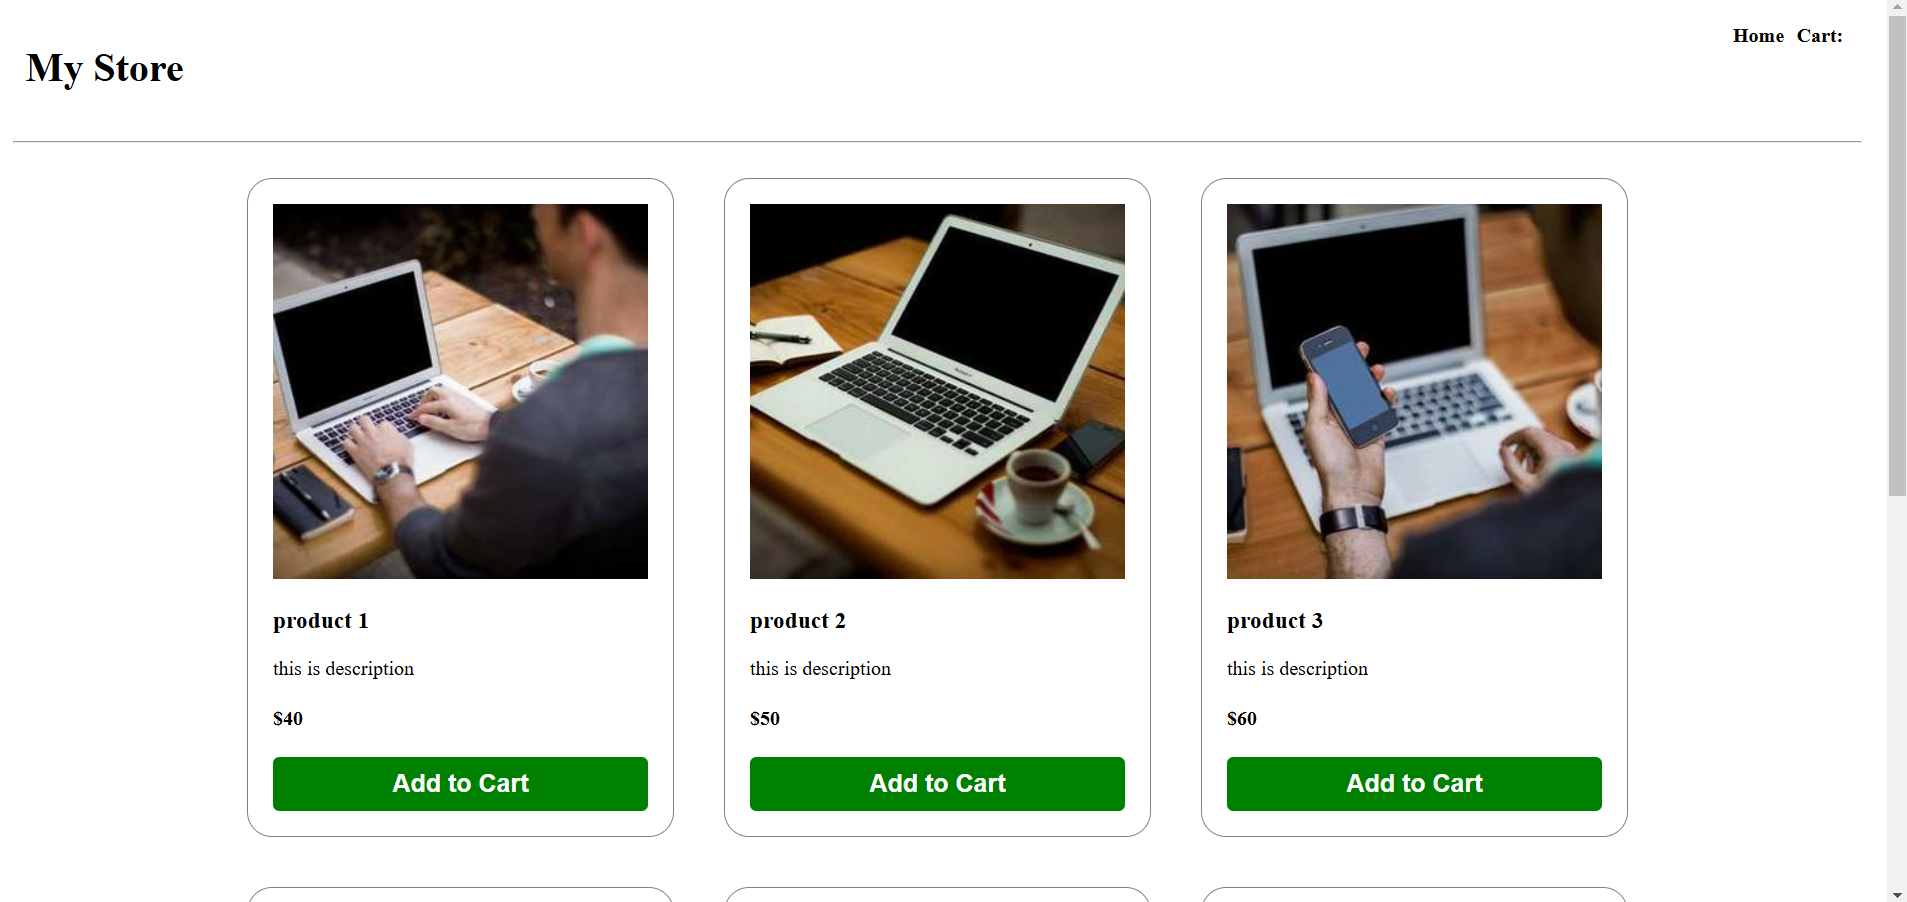 My Store
Home Cart:
product 1
this is description
$40
Add to Cart
product 2
this is description
$50
Add to Cart
product 3
this is description
$60
Add to Cart